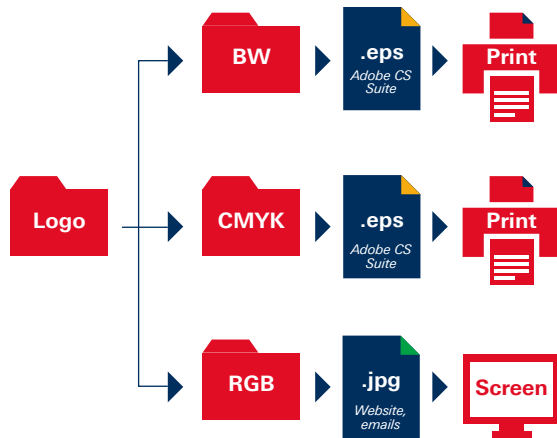 BW
.eps
Adobe CS
Suite
Print
Logo
CMYK
.eps
Adobe CS
Suite
Print
RGB
.jpg
Website,
emails
Screen